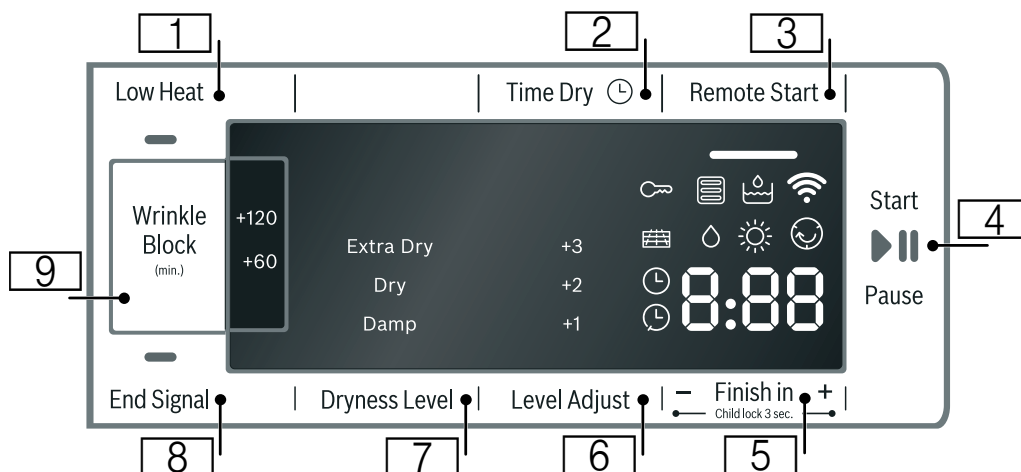 1
2
3
Low Heat
Time Dry
Remote Start
Wrinkle
Block
(min.)
+120
+60
Extra Dry +3
Dry +2
Damp +1
8:88
Start
Pause
4
9
End Signal
Dryness Level
Level Adjust
− Finish in +
Child lock 3 sec.
8
7
6
5